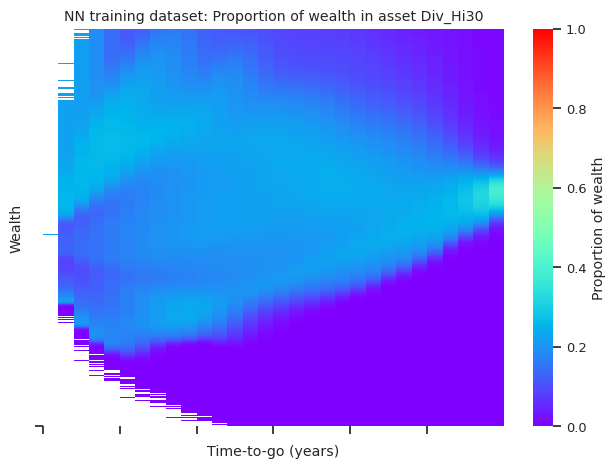 NN training dataset: Proportion of wealth in asset Div_Hi30
Wealth
Time-to-go (years)
1.0
0.8
0.6
0.4
0.2
0.0
Proportion of wealth